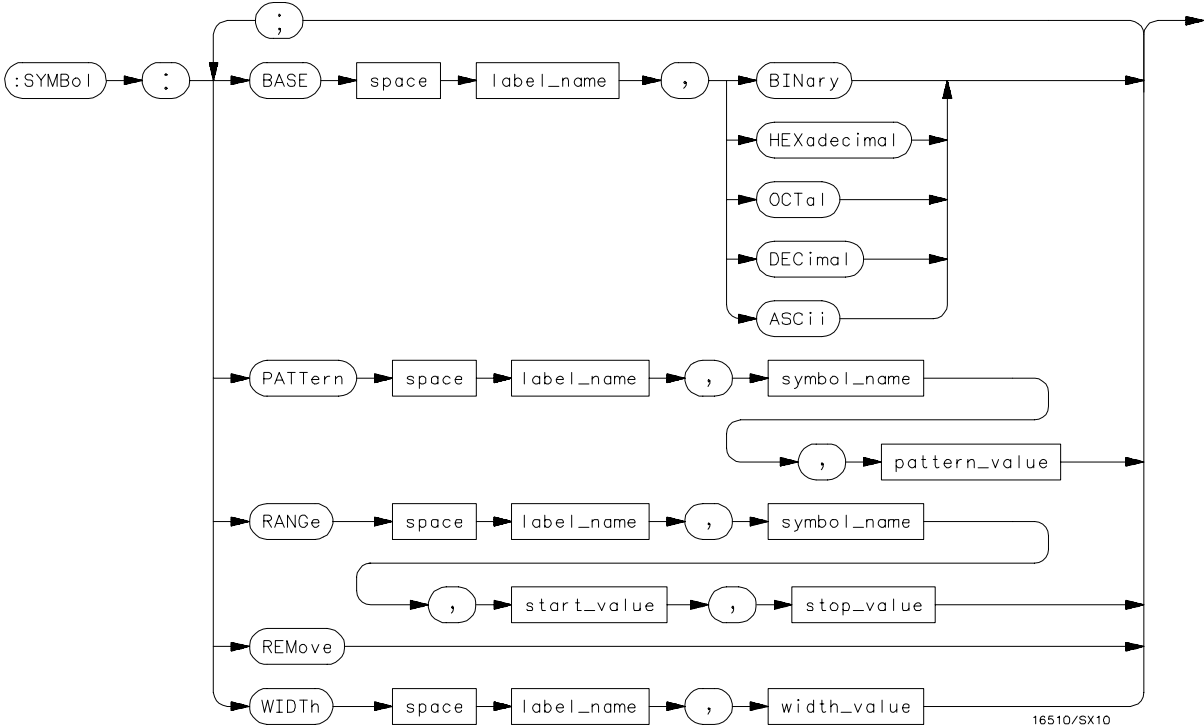 ;
:SYMBol : BASE space label_name , BINary
HEXadecimal
OCTal
DECimal
ASCii
PATTern space label_name , symbol_name
, pattern_value
RANGe space label_name , symbol_name
, start_value , stop_value
REMove
WIDTh space label_name , width_value
16510/SX10